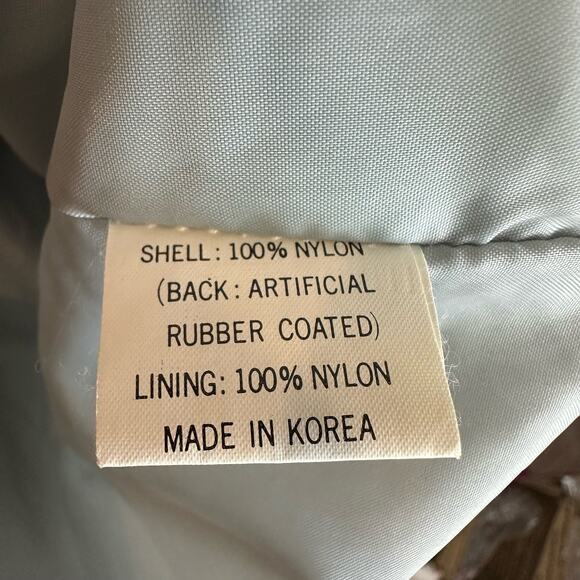 SHELL: 100% NYLON
(BACK: ARTIFICIAL
RUBBER COATED)
LINING: 100% NYLON
MADE IN KOREA